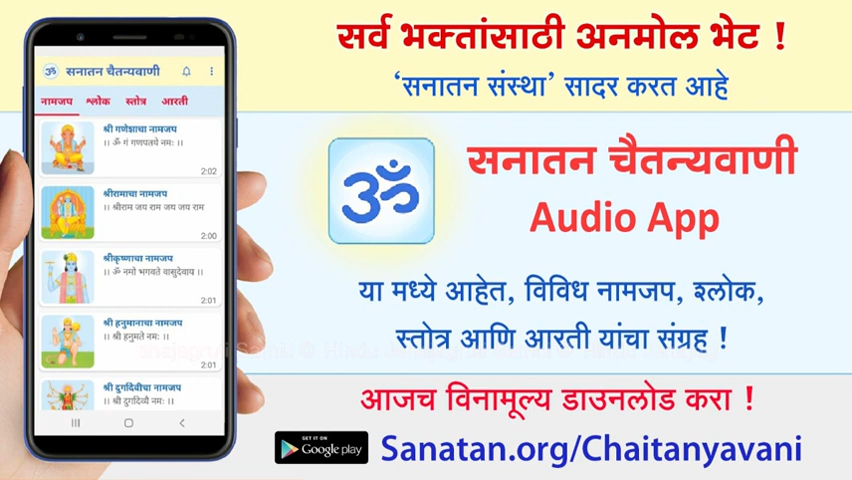 सनातन चैतन्यवाणी
नामजप श्लोक स्तोत्र आरती
श्री गणेशाचा नामजप
।। ॐ गं गणपतये नमः ।।
2:02
श्रीरामाचा नामजप
।। श्रीराम जय राम जय जय राम
2:00
श्रीकृष्णाचा नामजप
।। ॐ नमो भगवते वासुदेवाय ।।
2:01
श्री हनुमानाचा नामजप
।। श्री हनुमते नमः ।।
2:01
श्री दुर्गादेवीचा नामजप
।। श्री दुर्गादेव्यै नमः ।।
सर्व भक्तांसाठी अनमोल भेट !
‘सनातन संस्था’ सादर करत आहे
ॐ
सनातन चैतन्यवाणी
Audio App
या मध्ये आहेत, विविध नामजप, श्लोक,
स्तोत्र आणि आरती यांचा संग्रह !
आजच विनामूल्य डाउनलोड करा !
GET IT ON
Google play
Sanatan.org/Chaitanyavani